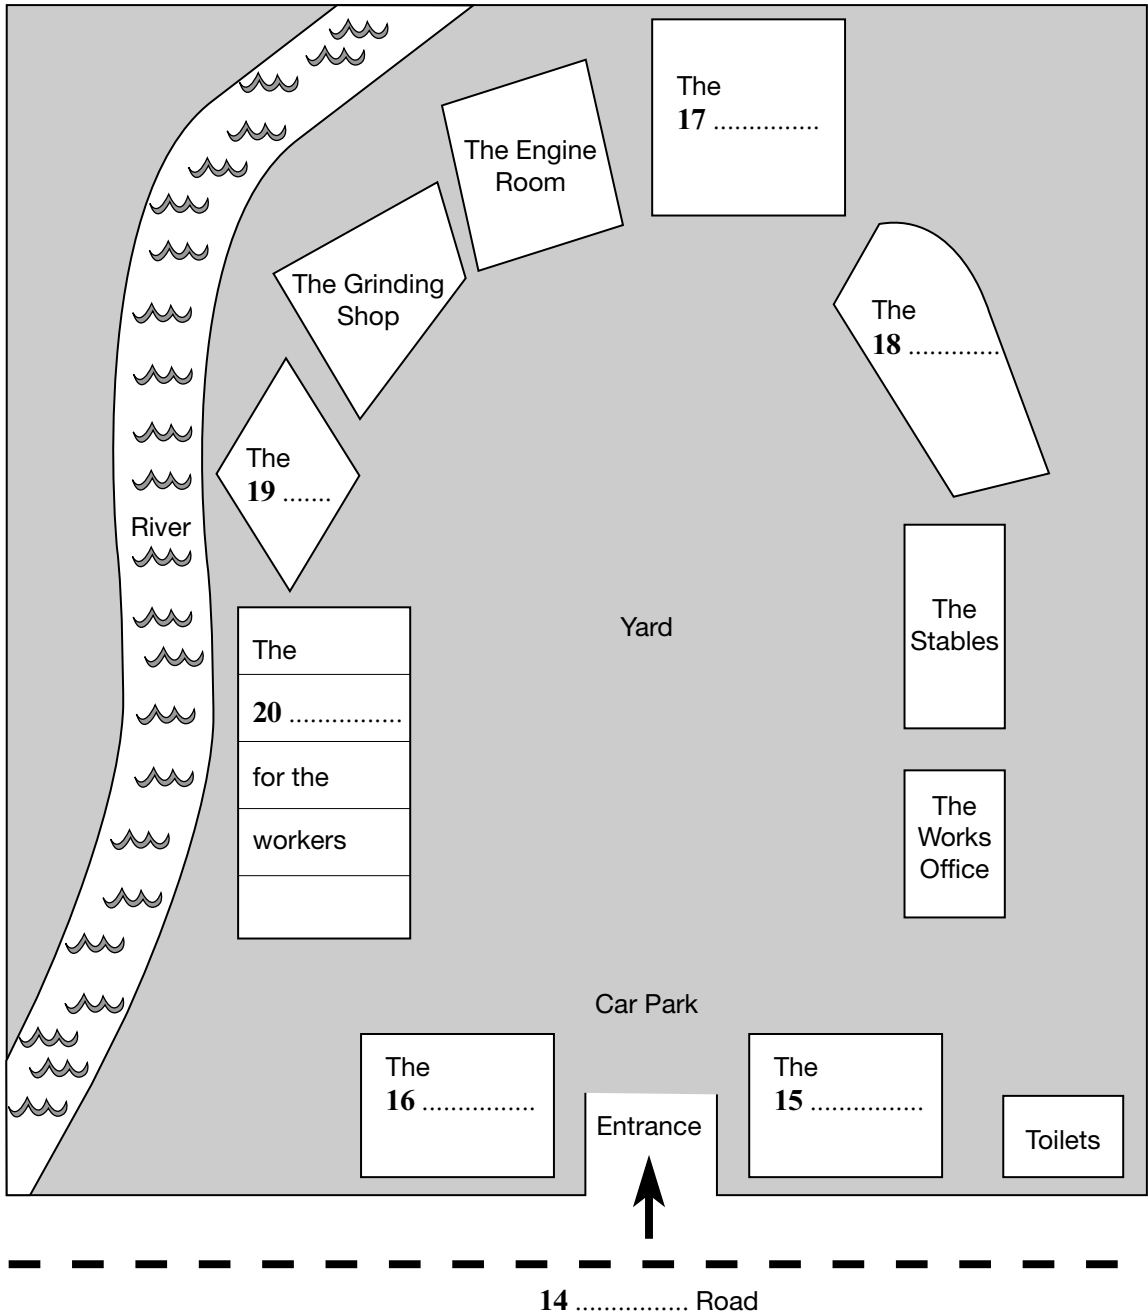 The
17 ...............
The Engine
Room
The Grinding
Shop
The
18 .............
The
19 .......
River
The
20 ................
for the
workers
Yard
The
Stables
The
Works
Office
Car Park
The
16 ................
Entrance
The
15 ................
Toilets
14 ................ Road